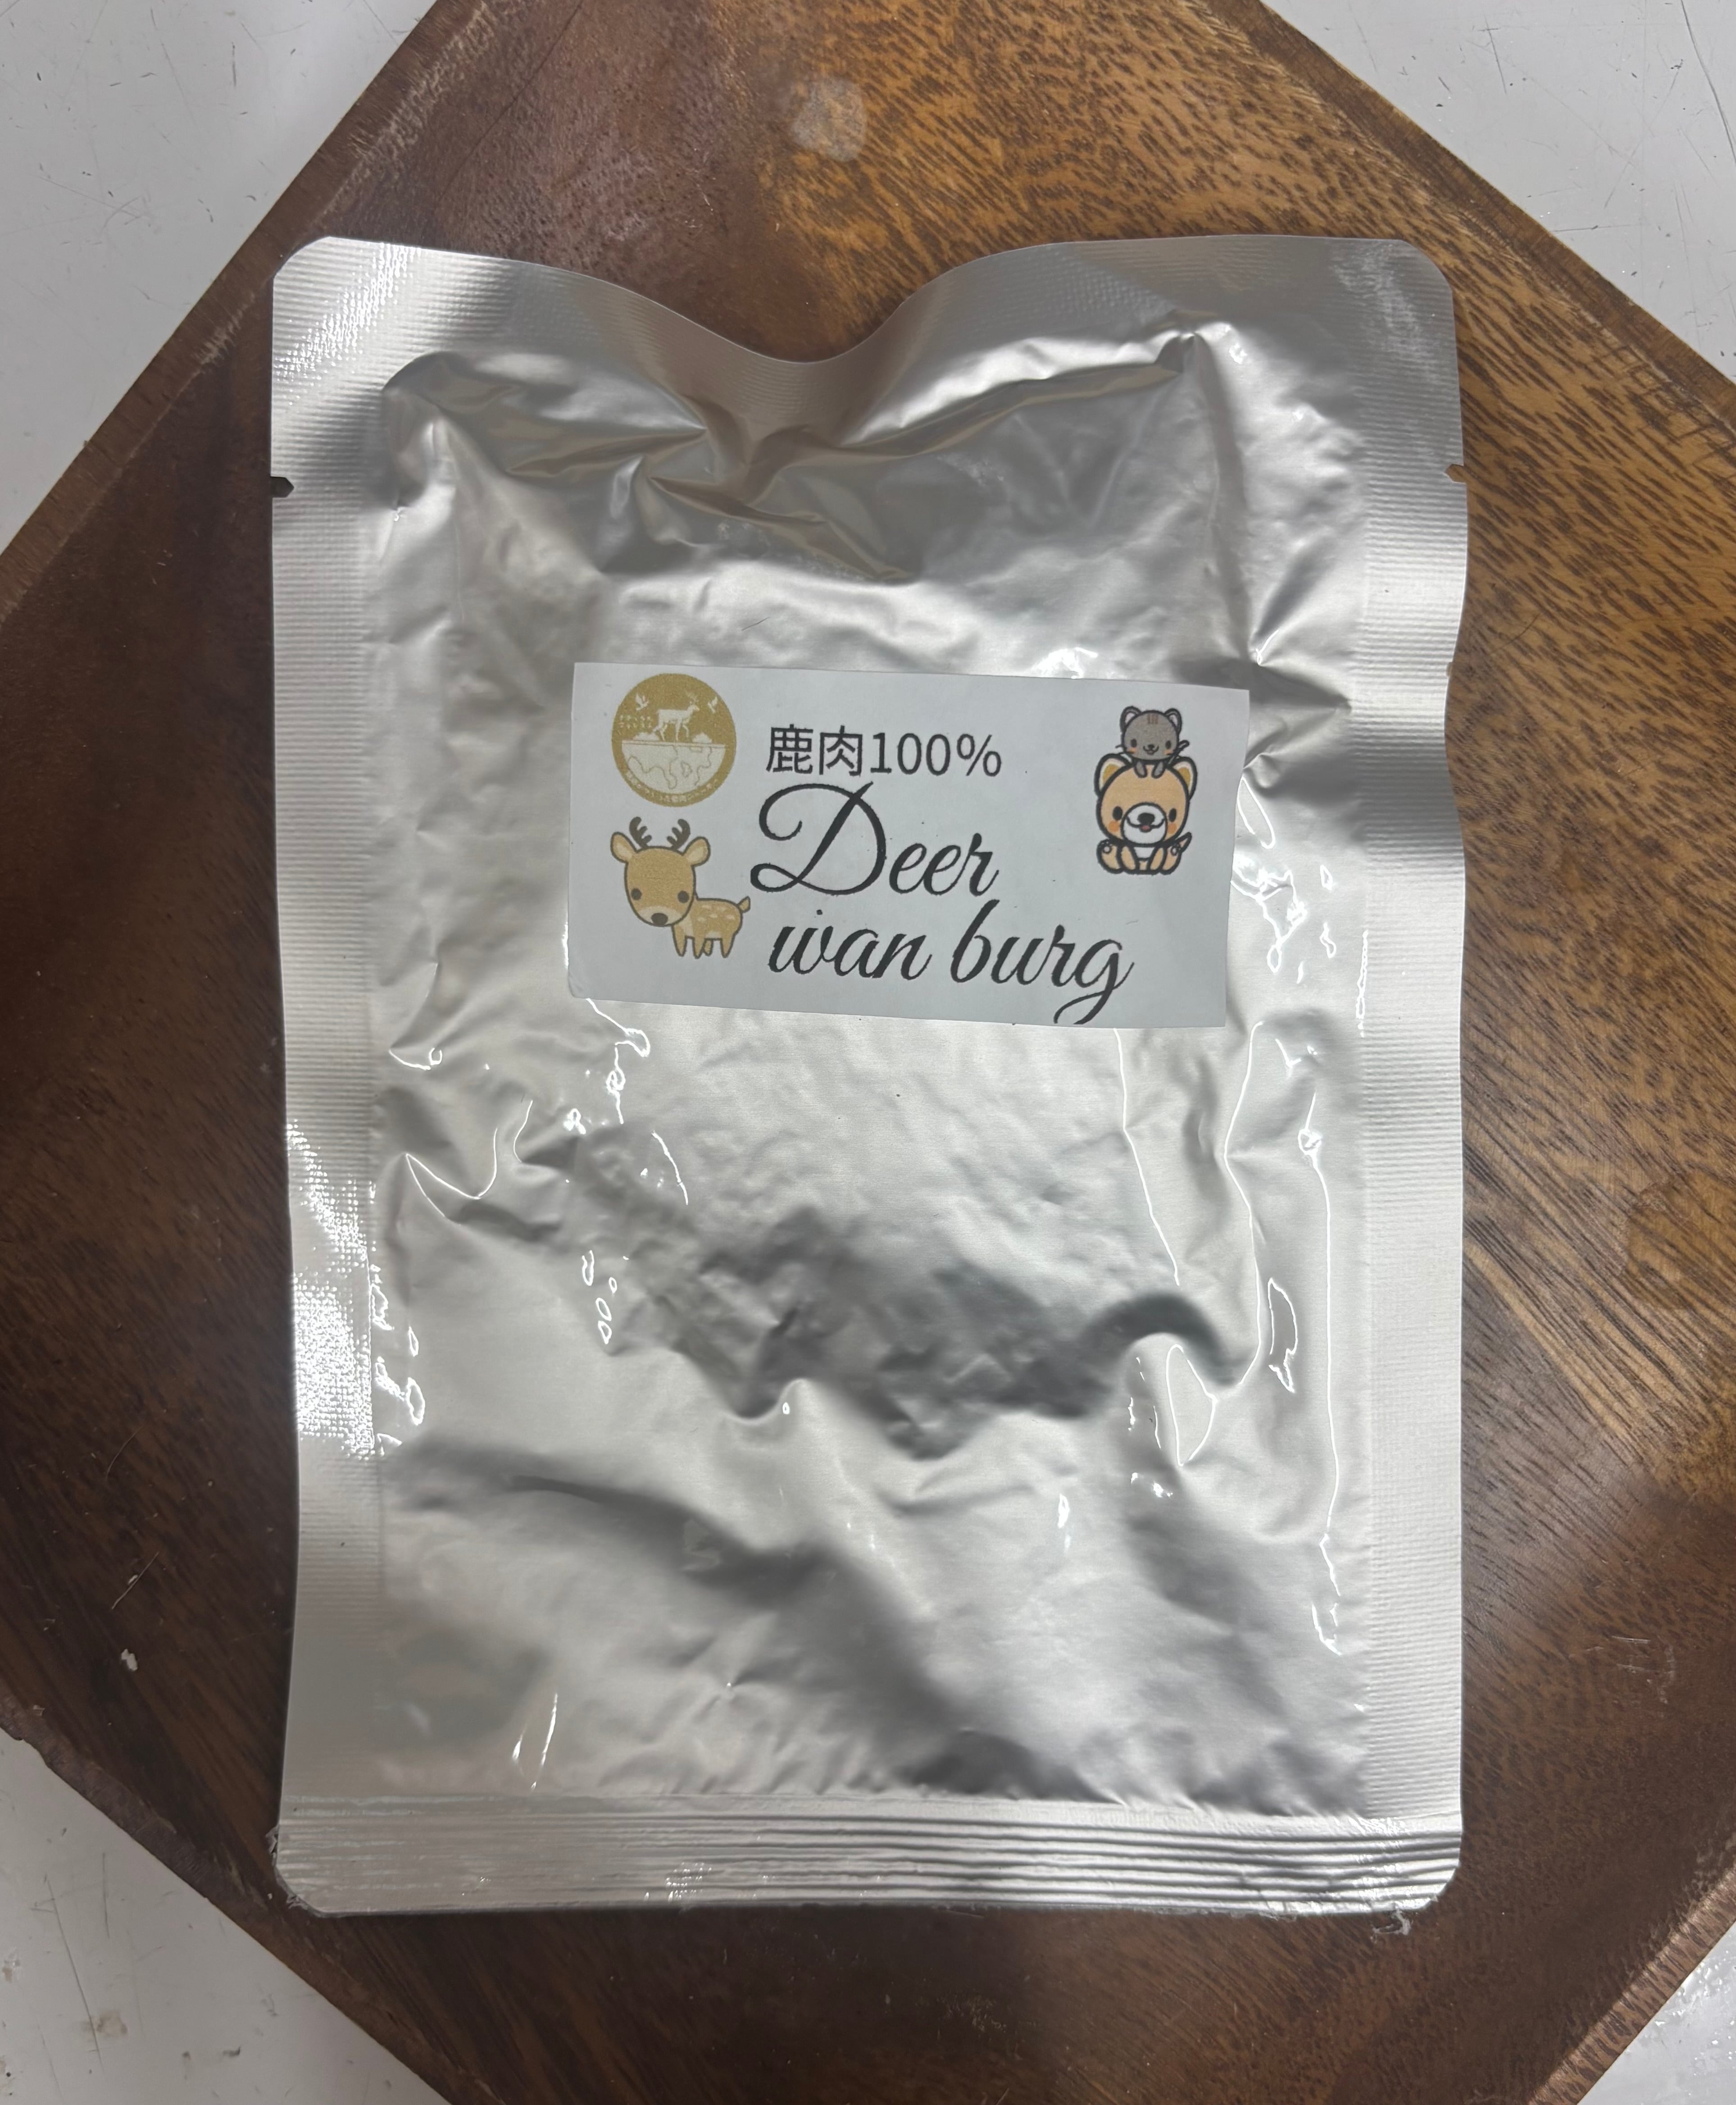 鹿肉100%
Deer
wan burg